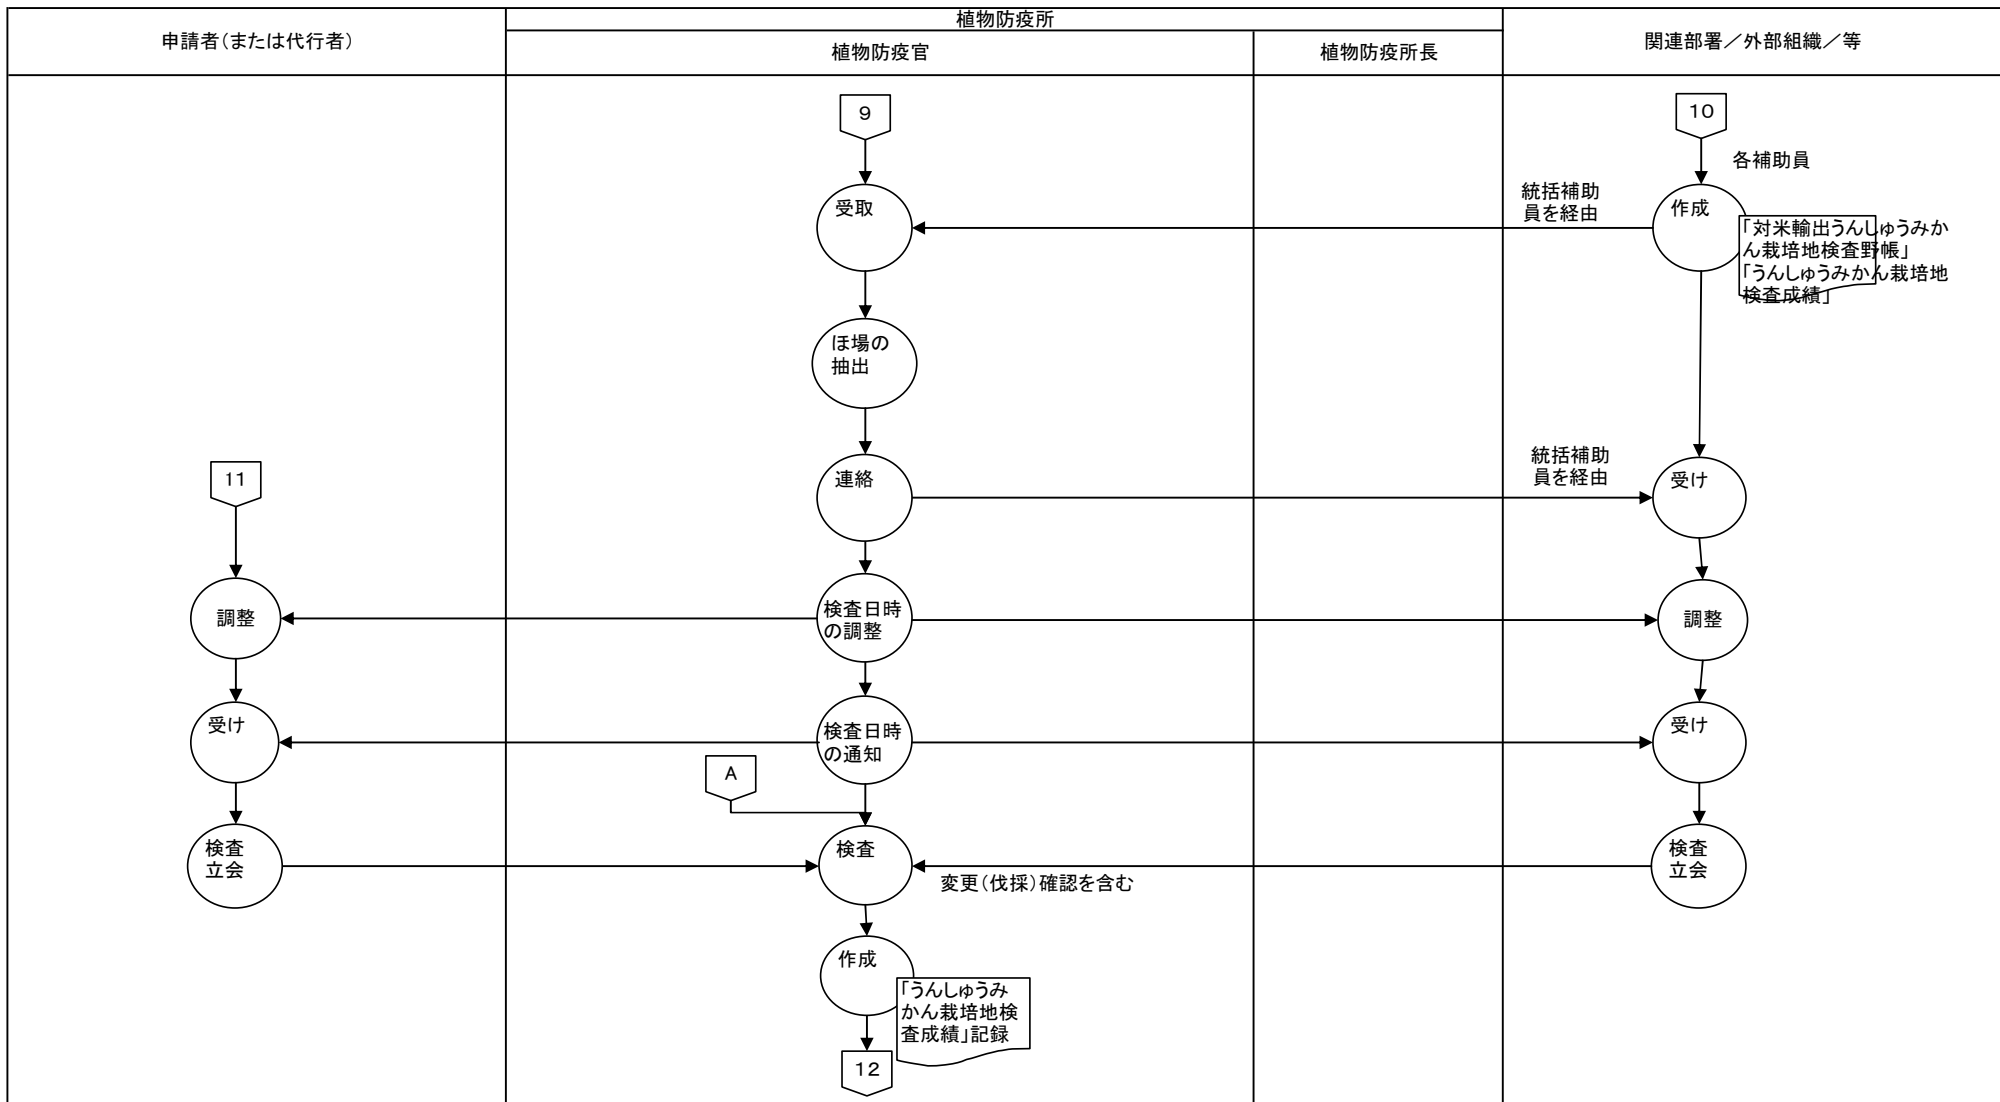 植物防疫所
申請者（または代行者）
植物防疫官
植物防疫所長
関連部署／外部組織／等
9
10
各補助員
受取
統括補助
員を経由
作成
「対米輸出うんしゅうみか
ん栽培地検査野帳」
「うんしゅうみかん栽培地
検査成績」
ほ場の
抽出
11
連絡
統括補助
員を経由
受け
調整
検査日時
の調整
調整
受け
検査日時
の通知
受け
A
検査
立会
検査
変更（伐採）確認を含む
検査
立会
作成
「うんしゅうみ
かん栽培地検
査成績」記録
12